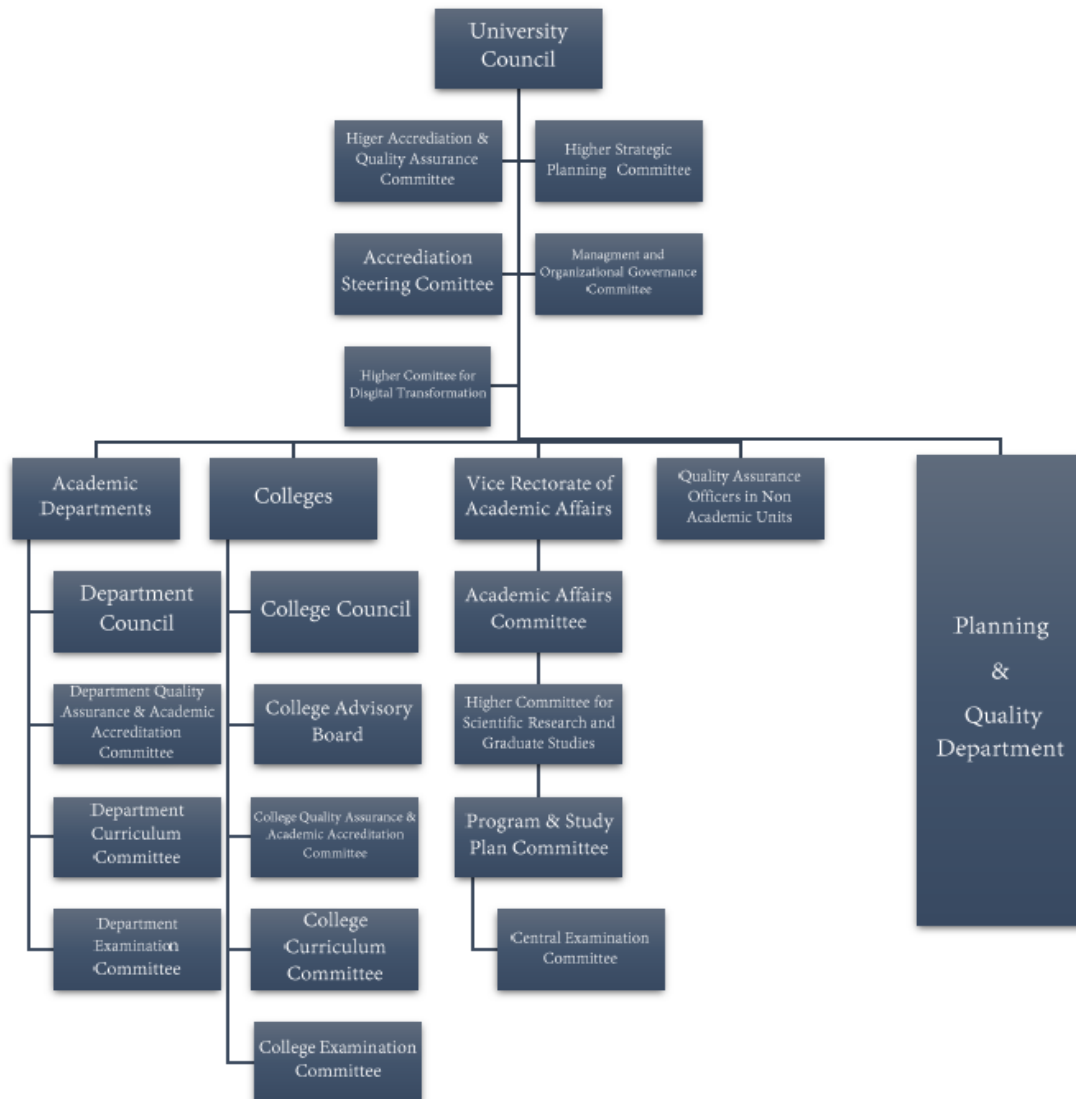 University
Council
Higer Accrediation &
Quality Assurance
Committee
Higher Strategic
Planning Committee
Accrediation
Steering Comittee
Managment and
Organizational Governance
Committee
Higher Comittee for
Disgital Transformation
Academic
Departments
Colleges
Vice Rectorate of
Academic Affairs
Quality Assurance
Officers in Non
Academic Units
Planning
&
Quality
Department
Department
Council
Department Quality
Assurance & Academic
Accreditation
Committee
Department
Curriculum
Committee
Department
Examination
Committee
College Council
College Advisory
Board
College Quality Assurance &
Academic Accreditation
Committee
College
Curriculum
Committee
College Examination
Committee
Academic Affairs
Committee
Higher Committee for
Scientific Research and
Graduate Studies
Program & Study
Plan Committee
Central Examination
Committee